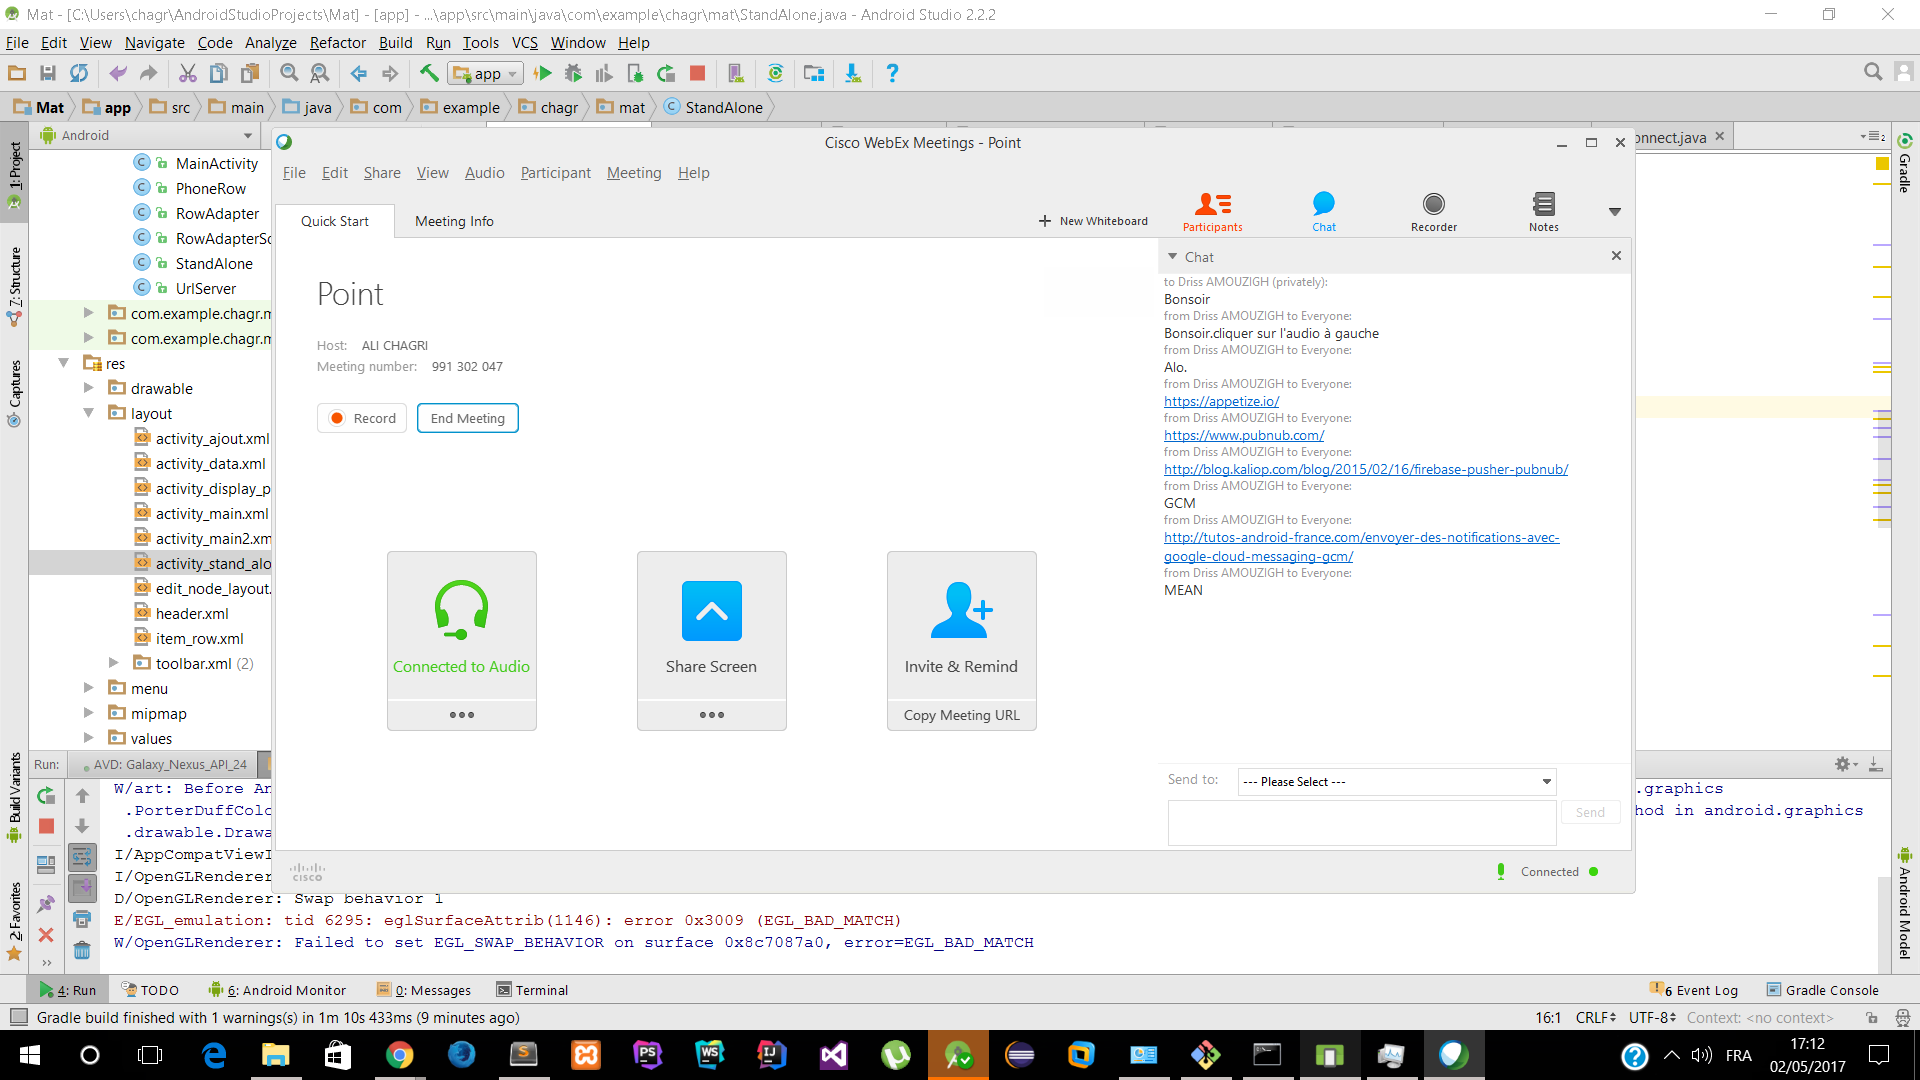 Mat - [C:\Users\chagr\AndroidStudioProjects\Mat] - [app] - ...\app\src\main\java\com\example\chagr\mat\StandAlone.java - Android Studio 2.2.2
File Edit View Navigate Code Analyze Refactor Build Run Tools VCS Window Help
app
Mat app src main java com example chagr mat StandAlone
Android
onnect.java
1: Project
7: Structure
Captures
Build Variants
2: Favorites
Gradle
Android Model
MainActivity
PhoneRow
RowAdapter
RowAdapterSc
StandAlone
UrlServer
com.example.chagr.m
com.example.chagr.m
res
drawable
layout
activity_ajout.xml
activity_data.xml
activity_display_p
activity_main.xml
activity_main2.xm
activity_stand_alo
edit_node_layout.
header.xml
item_row.xml
toolbar.xml (2)
menu
mipmap
values
Cisco WebEx Meetings - Point
File Edit Share View Audio Participant Meeting Help
Quick Start Meeting Info
New Whiteboard
Participants Chat Recorder Notes
Point
Host: ALI CHAGRI
Meeting number: 991 302 047
Record End Meeting
Connected to Audio
Share Screen
Invite & Remind
Copy Meeting URL
Chat
to Driss AMOUZIGH (privately):
Bonsoir
from Driss AMOUZIGH to Everyone:
Bonsoir.cliquer sur l'audio à gauche
from Driss AMOUZIGH to Everyone:
Alo.
from Driss AMOUZIGH to Everyone:
https://appetize.io/
from Driss AMOUZIGH to Everyone:
https://www.pubnub.com/
from Driss AMOUZIGH to Everyone:
http://blog.kaliop.com/blog/2015/02/16/firebase-pusher-pubnub/
from Driss AMOUZIGH to Everyone:
GCM
from Driss AMOUZIGH to Everyone:
http://tutos-android-france.com/envoyer-des-notifications-avec-
google-cloud-messaging-gcm/
from Driss AMOUZIGH to Everyone:
MEAN
Send to: --- Please Select ---
Send
cisco
Connected
Run: AVD: Galaxy_Nexus_API_24
W/art: Before An .graphics
.PorterDuffColo hod in android.graphics
.drawable.Drawa
I/AppCompatViewI
I/OpenGLRenderer
D/OpenGLRenderer: Swap behavior 1
E/EGL_emulation: tid 6295: eglSurfaceAttrib(1146): error 0x3009 (EGL_BAD_MATCH)
W/OpenGLRenderer: Failed to set EGL_SWAP_BEHAVIOR on surface 0x8c7087a0, error=EGL_BAD_MATCH
4: Run TODO 6: Android Monitor 0: Messages Terminal 6 Event Log Gradle Console
Gradle build finished with 1 warnings(s) in 1m 10s 433ms (9 minutes ago) 16:1 CRLF UTF-8 Context: <no context>
FRA
17:12
02/05/2017